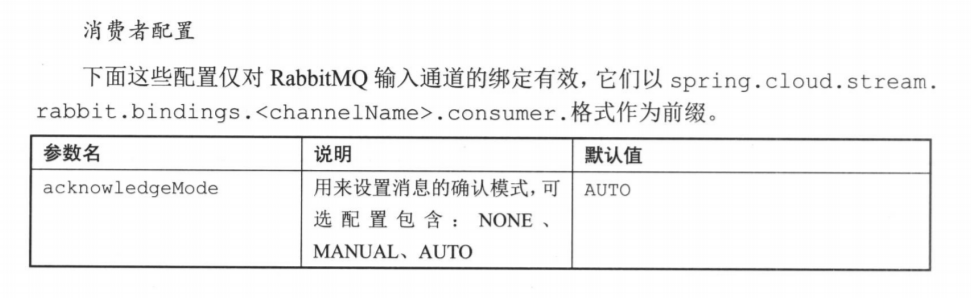 消费者配置
下面这些配置仅对 RabbitMQ 输入通道的绑定有效，它们以 spring.cloud.stream.
rabbit.bindings.<channelName>.consumer.格式作为前缀。
参数名 说明 默认值
acknowledgeMode 用来设置消息的确认模式，可 AUTO
选配置包含：NONE、
MANUAL、AUTO